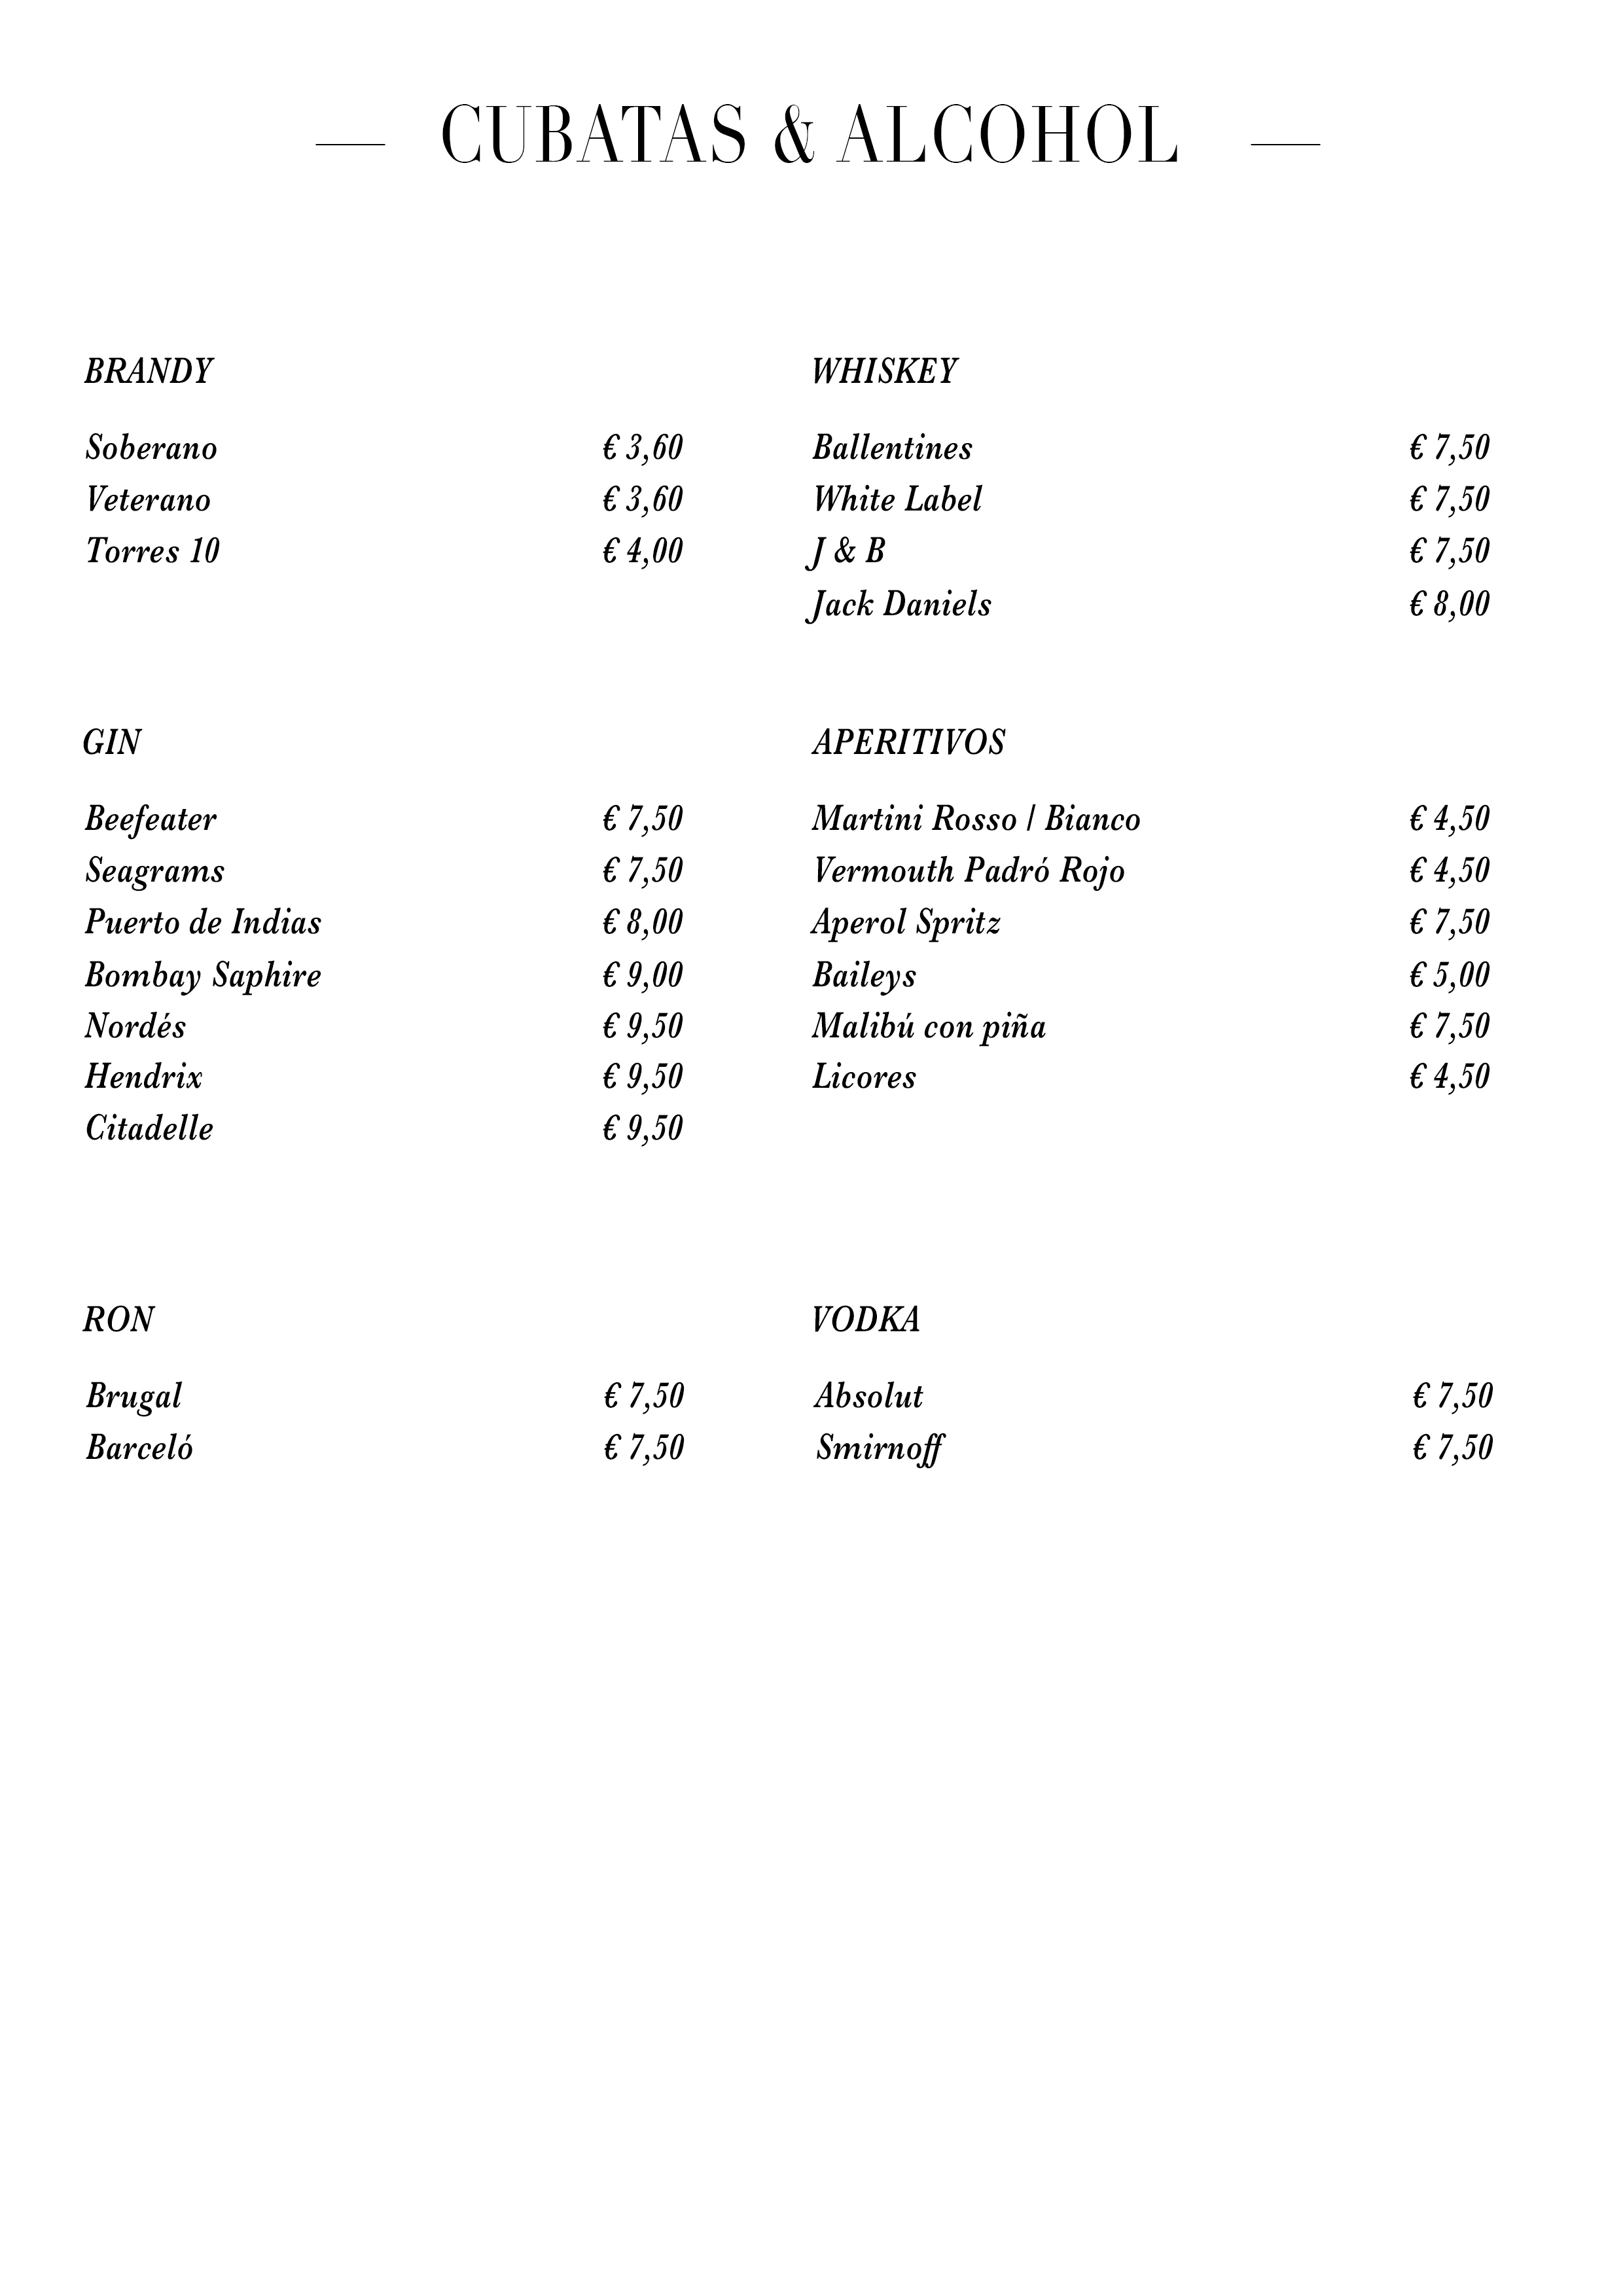 CUBATAS & ALCOHOL
BRANDY
Soberano € 3,60
Veterano € 3,60
Torres 10 € 4,00
WHISKEY
Ballentines € 7,50
White Label € 7,50
J & B € 7,50
Jack Daniels € 8,00
GIN
Beefeater € 7,50
Seagrams € 7,50
Puerto de Indias € 8,00
Bombay Saphire € 9,00
Nordés € 9,50
Hendrix € 9,50
Citadelle € 9,50
APERITIVOS
Martini Rosso / Bianco € 4,50
Vermouth Padró Rojo € 4,50
Aperol Spritz € 7,50
Baileys € 5,00
Malibú con piña € 7,50
Licores € 4,50
RON
Brugal € 7,50
Barceló € 7,50
VODKA
Absolut € 7,50
Smirnoff € 7,50